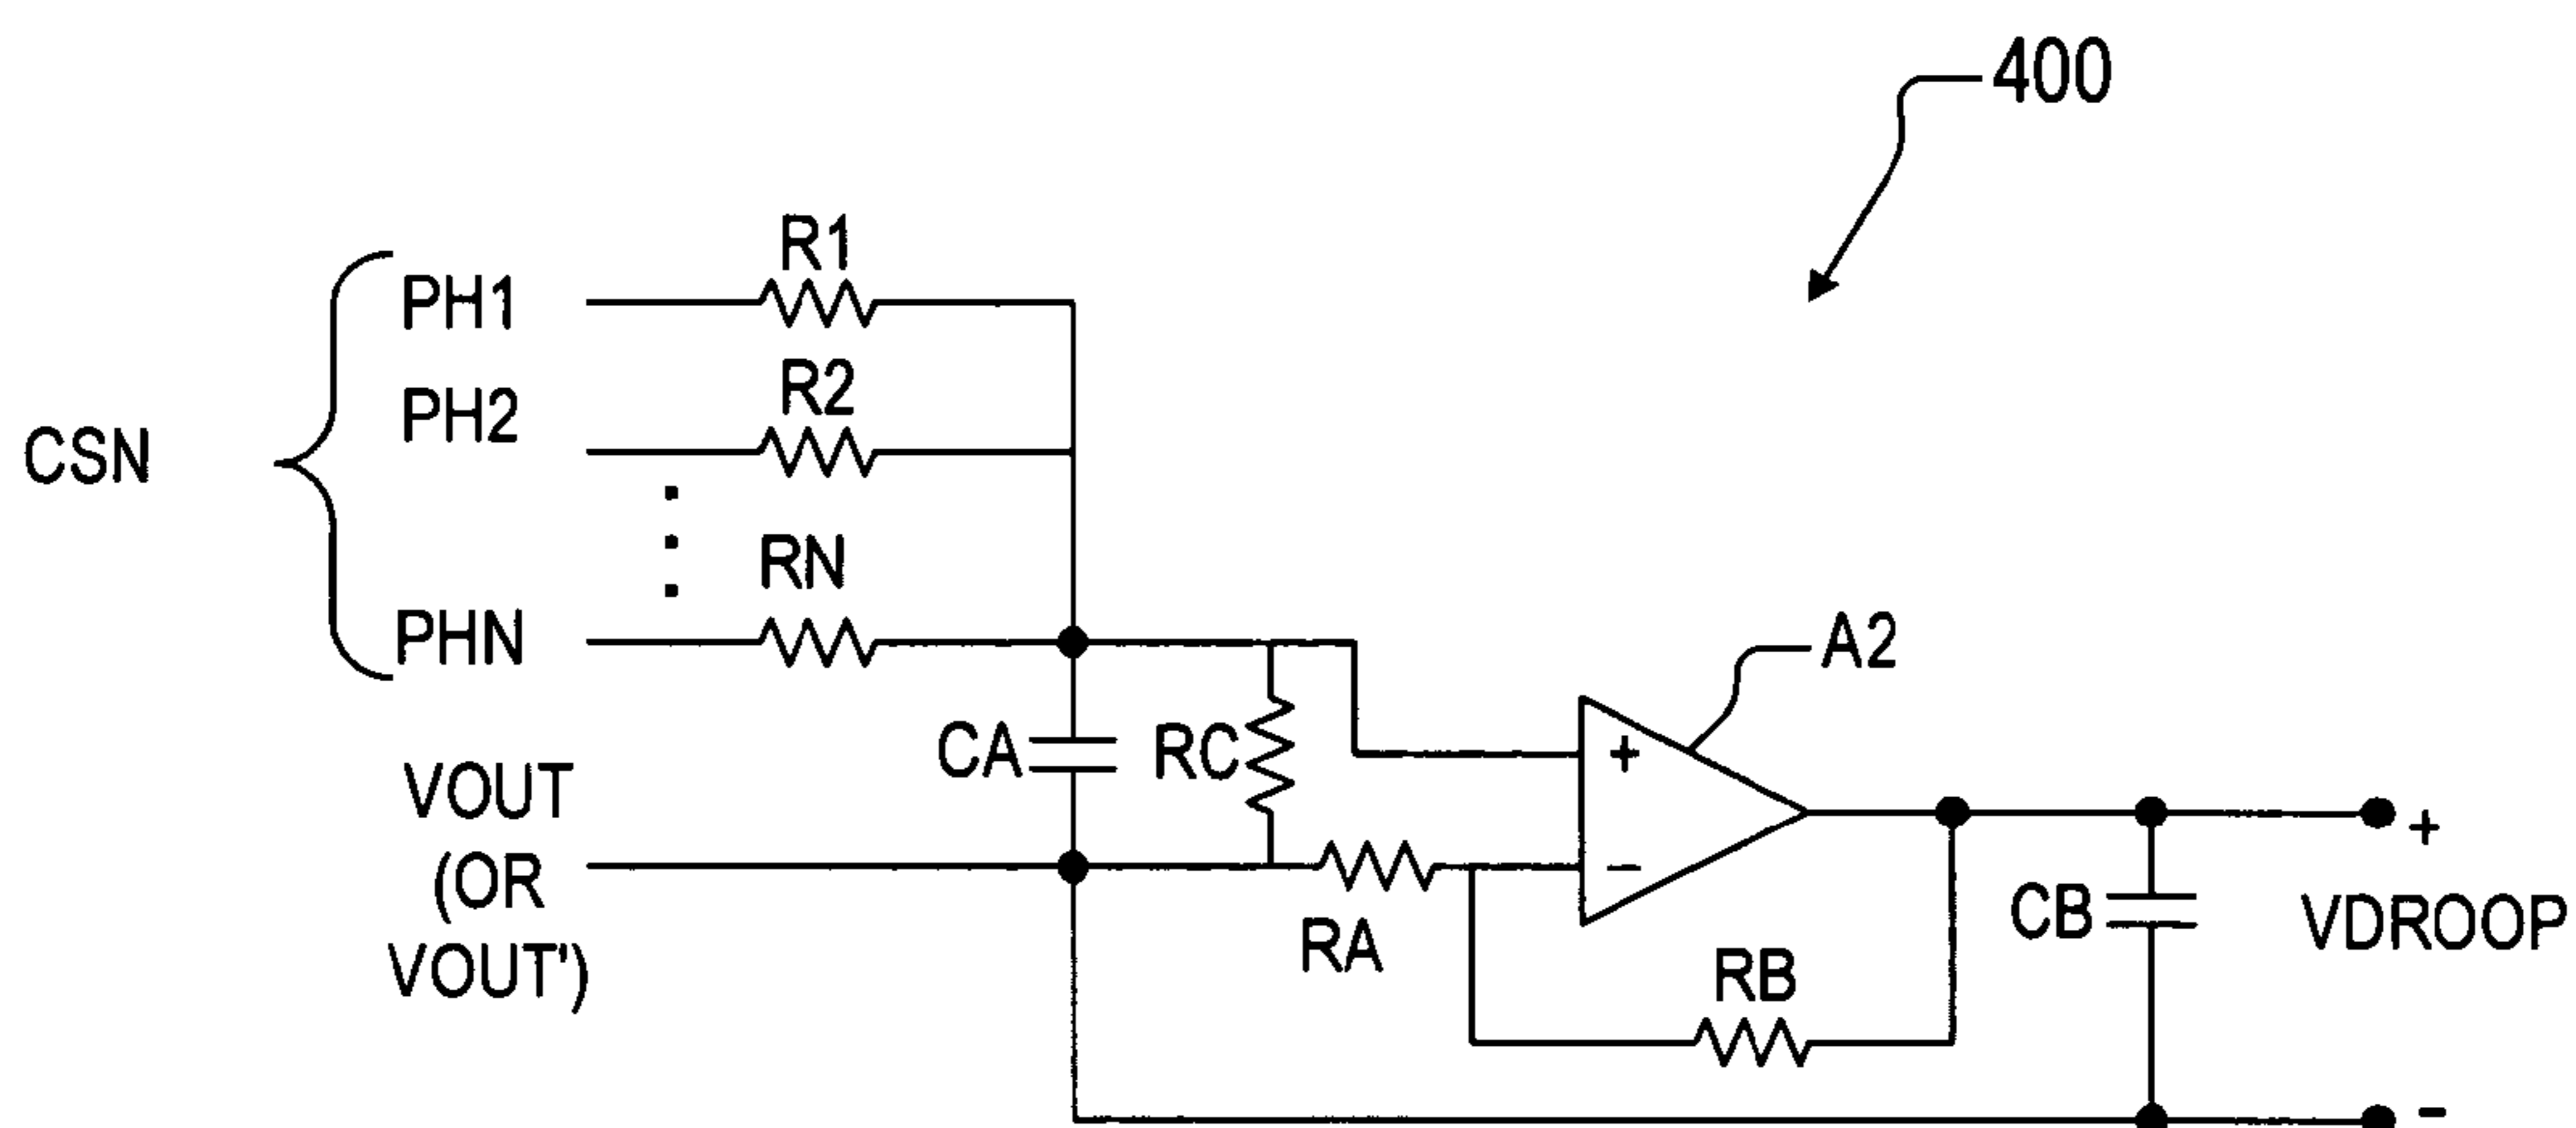 400
R1
PH1
R2
PH2
CSN
RN
PHN
A2
CA
RC
+
VOUT
(OR
VOUT')
−
RA
RB
CB
+
VDROOP
-